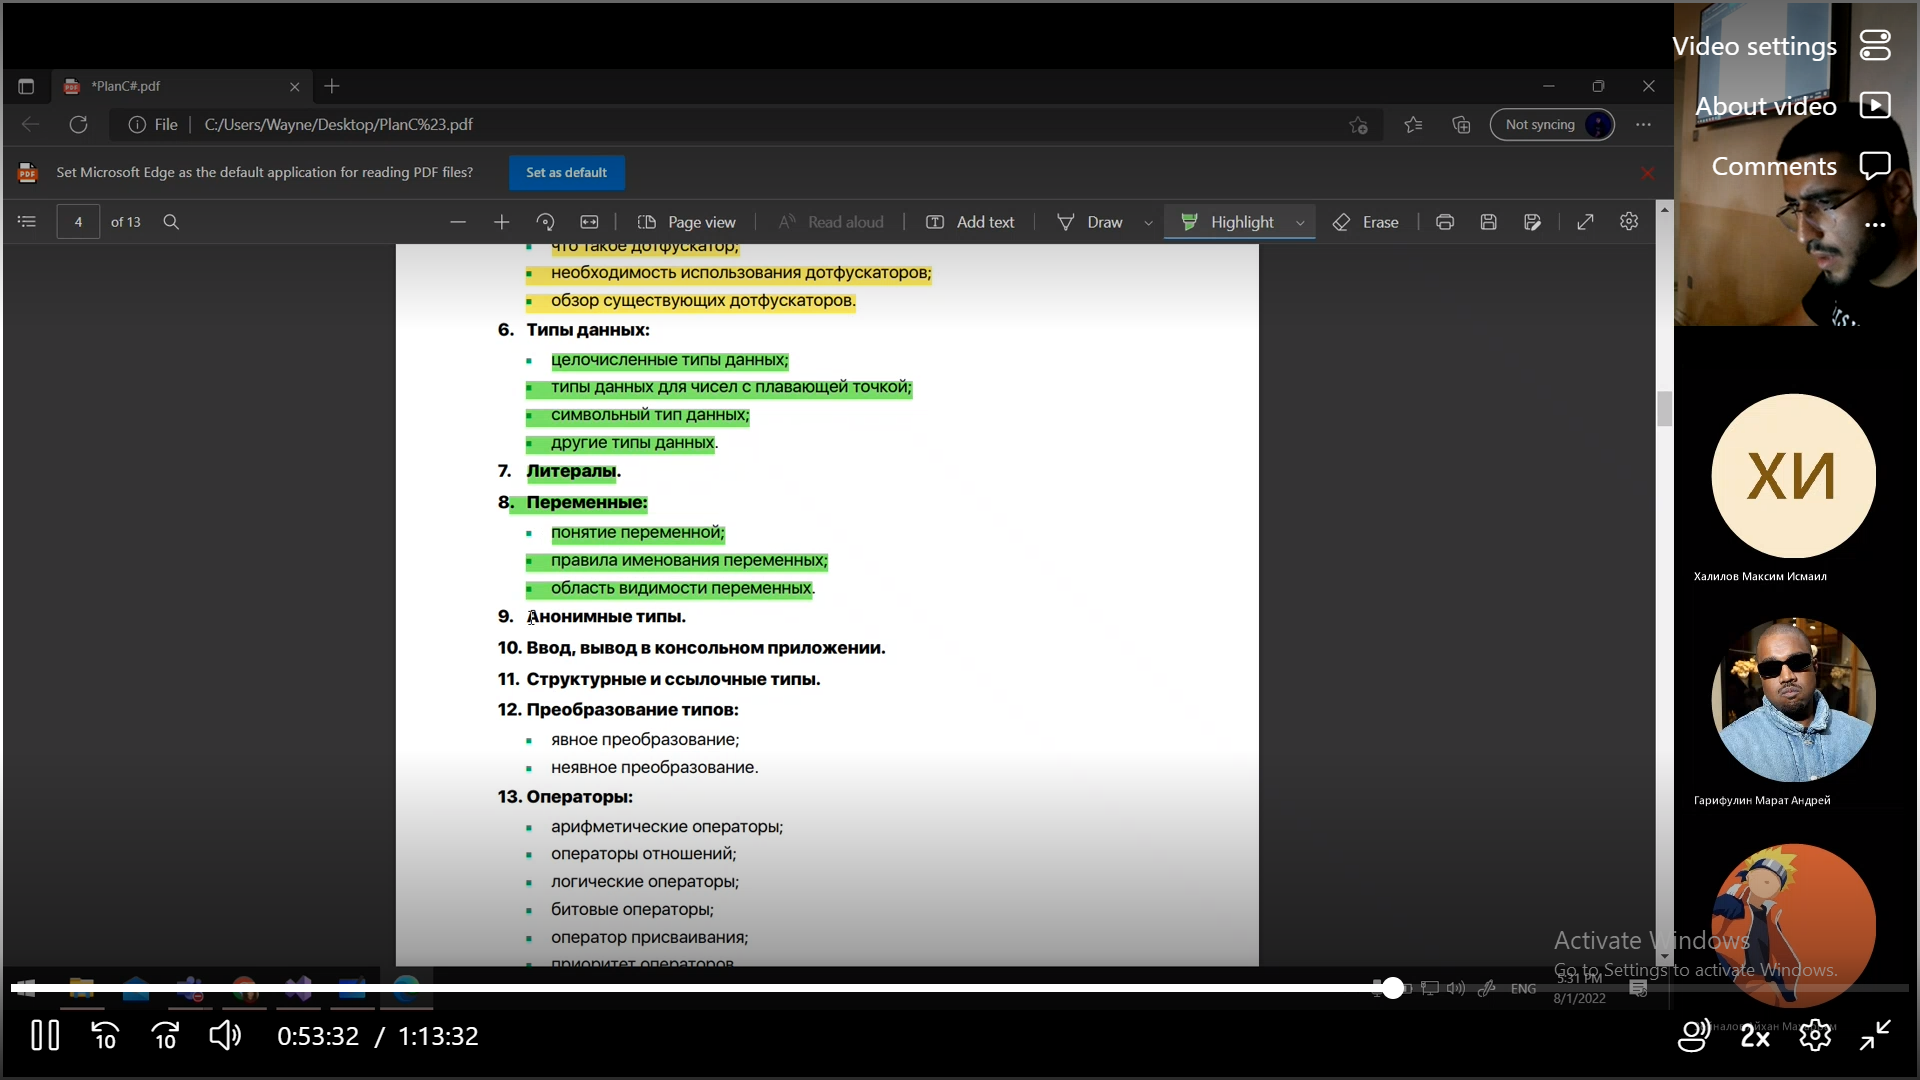 Video settings
*PlanC#.pdf
About video
File
C:/Users/Wayne/Desktop/PlanC%23.pdf
Not syncing
Comments
PDF
Set Microsoft Edge as the default application for reading PDF files?
Set as default
4
of 13
Page view
Read aloud
Add text
Draw
Highlight
Erase
что такое дотфускатор;
необходимость использования дотфускаторов;
обзор существующих дотфускаторов.
6. Типы данных:
целочисленные типы данных;
типы данных для чисел с плавающей точкой;
символьный тип данных;
другие типы данных.
7. Литералы.
8. Переменные:
понятие переменной;
правила именования переменных;
область видимости переменных.
9. Анонимные типы.
10. Ввод, вывод в консольном приложении.
11. Структурные и ссылочные типы.
12. Преобразование типов:
явное преобразование;
неявное преобразование.
13. Операторы:
арифметические операторы;
операторы отношений;
логические операторы;
битовые операторы;
оператор присваивания;
приоритет операторов
ХИ
Халилов Максим Исмаил
Гарифулин Марат Андрей
Activate Windows
Go to Settings to activate Windows.
ENG
5:31 PM
8/1/2022
10
10
0:53:32 / 1:13:32
2x